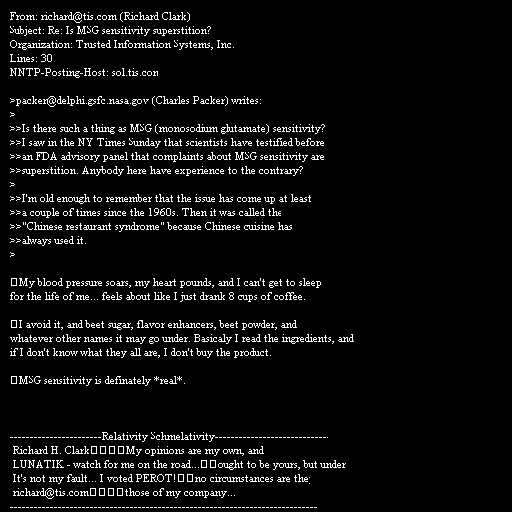 From: richard@tis.com (Richard Clark)
Subject: Re: Is MSG sensitivity superstition?
Organization: Trusted Information Systems, Inc.
Lines: 30
NNTP-Posting-Host: sol.tis.com

>packer@delphi.gsfc.nasa.gov (Charles Packer) writes:
>
>>Is there such a thing as MSG (monosodium glutamate) sensitivity?
>>I saw in the NY Times Sunday that scientists have testified before
>>an FDA advisory panel that complaints about MSG sensitivity are
>>superstition. Anybody here have experience to the contrary?
>
>>I'm old enough to remember that the issue has come up at least
>>a couple of times since the 1960s. Then it was called the
>>"Chinese restaurant syndrome" because Chinese cuisine has
>>always used it.
>

My blood pressure soars, my heart pounds, and I can't get to sleep
for the life of me... feels about like I just drank 8 cups of coffee.

I avoid it, and beet sugar, flavor enhancers, beet powder, and
whatever other names it may go under. Basicaly I read the ingredients, and
if I don't know what they all are, I don't buy the product.

MSG sensitivity is definately *real*.

-----------------------Relativity Schmelativity-----------------------------
Richard H. Clark My opinions are my own, and
LUNATIK - watch for me on the road... ought to be yours, but under
It's not my fault... I voted PEROT! no circumstances are they
richard@tis.com those of my company...
-----------------------------------------------------------------------------